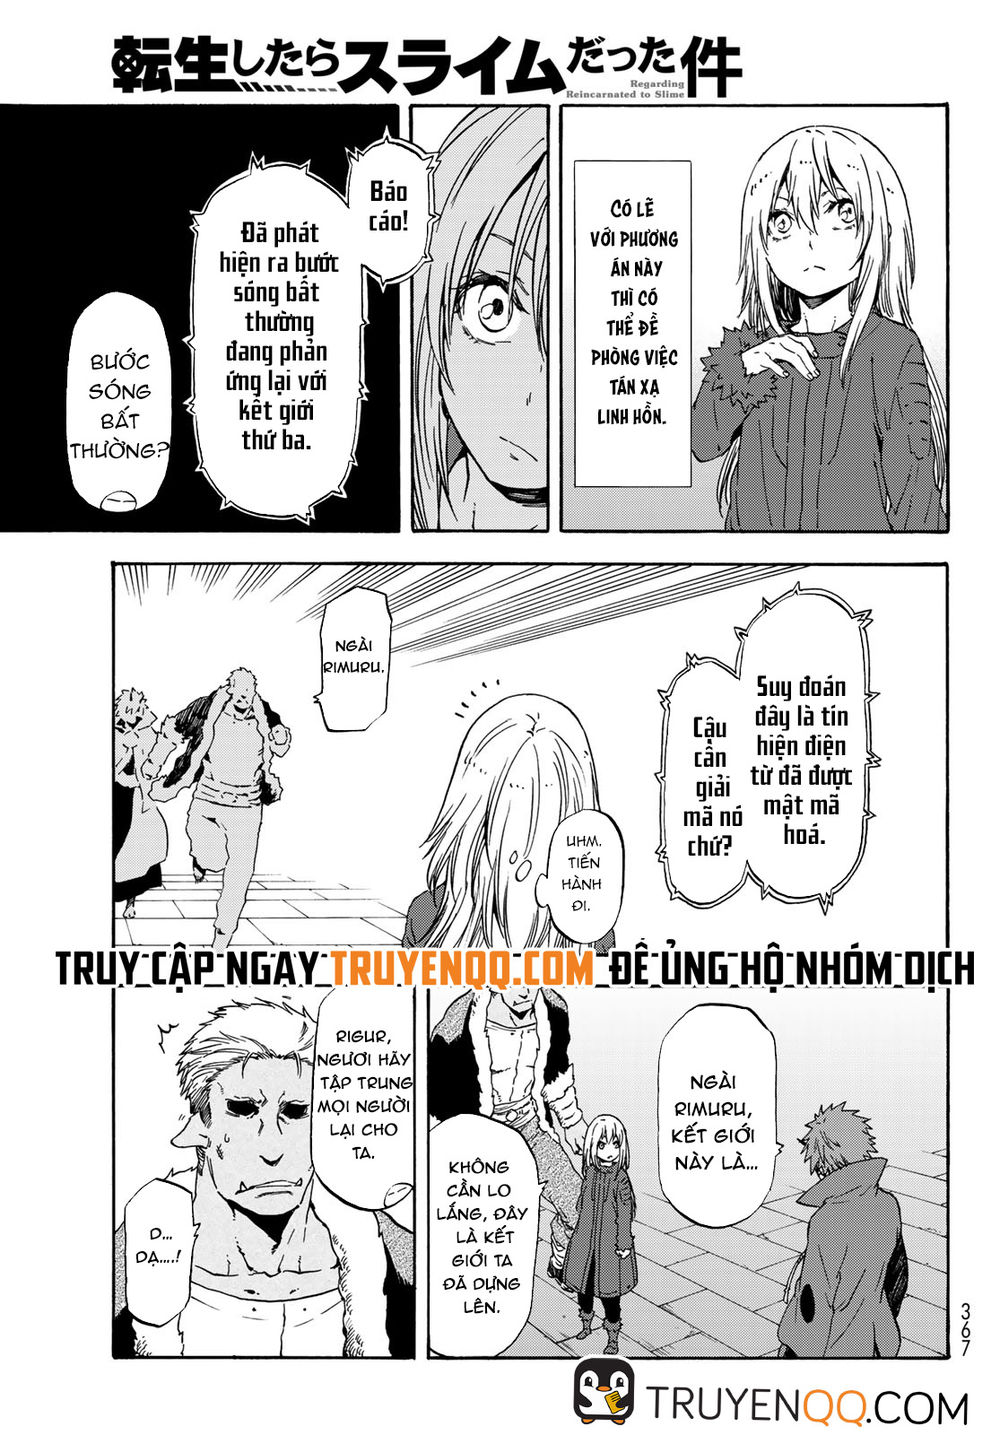 転生したらスライムだった件
Regarding
Reincarnated to Slime
CÓ LẼ
VỚI PHƯƠNG
ÁN NÀY
THÌ CÓ
THỂ ĐỀ
PHÒNG VIỆC
TÁN XẠ
LINH HỒN.
Báo
cáo!
Đã phát
hiện ra bước
sóng bất
thường
đang phản
ứng lại với
kết giới
thứ ba.
BƯỚC
SÓNG
BẤT
THƯỜNG?
Suy đoán
đây là tín
hiện điện
từ đã được
mật mã
hoá.
Cậu
cần
giải
mã nó
chứ?
UHM.
TIẾN
HÀNH
ĐI.
NGÀI
RIMURU.
TRUY CẬP NGAY TRUYENQQ.COM ĐỂ ỦNG HỘ NHÓM DỊCH
NGÀI
RIMURU,
KẾT GIỚI
NÀY LÀ...
KHÔNG
CẦN LO
LẮNG, ĐÂY
LÀ KẾT
GIỚI TA
ĐÃ DỰNG
LÊN.
RIGUR,
NGƯƠI HÃY
TẬP TRUNG
MỌI NGƯỜI
LẠI CHO
TA.
D...
DẠ....!
367
TRUYENQQ.COM